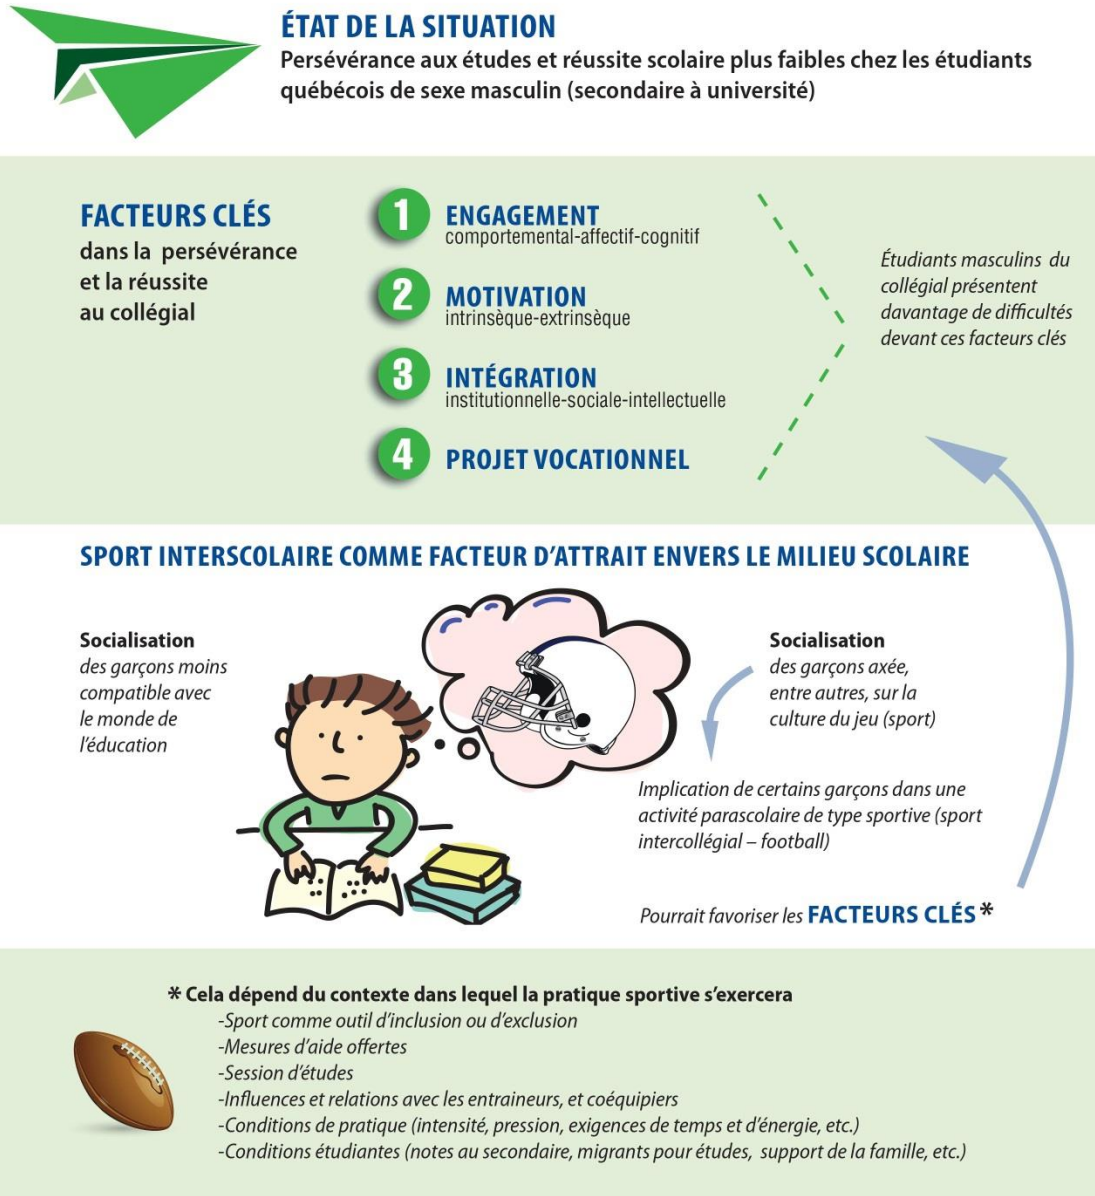 ÉTAT DE LA SITUATION
Persévérance aux études et réussite scolaire plus faibles chez les étudiants
québécois de sexe masculin (secondaire à université)
FACTEURS CLÉS
dans la persévérance
et la réussite
au collégial
1 ENGAGEMENT
comportemental-affectif-cognitif
2 MOTIVATION
intrinsèque-extrinsèque
3 INTÉGRATION
institutionnelle-sociale-intellectuelle
4 PROJET VOCATIONNEL
Étudiants masculins du
collégial présentent
davantage de difficultés
devant ces facteurs clés
SPORT INTERSCOLAIRE COMME FACTEUR D'ATTRAIT ENVERS LE MILIEU SCOLAIRE
Socialisation
des garçons moins
compatible avec
le monde de
l'éducation
Socialisation
des garçons axée,
entre autres, sur la
culture du jeu (sport)
Implication de certains garçons dans une
activité parascolaire de type sportive (sport
intercollégial – football)
Pourrait favoriser les FACTEURS CLÉS *
* Cela dépend du contexte dans lequel la pratique sportive s'exercera
-Sport comme outil d'inclusion ou d'exclusion
-Mesures d'aide offertes
-Session d'études
-Influences et relations avec les entraineurs, et coéquipiers
-Conditions de pratique (intensité, pression, exigences de temps et d'énergie, etc.)
-Conditions étudiantes (notes au secondaire, migrants pour études, support de la famille, etc.)